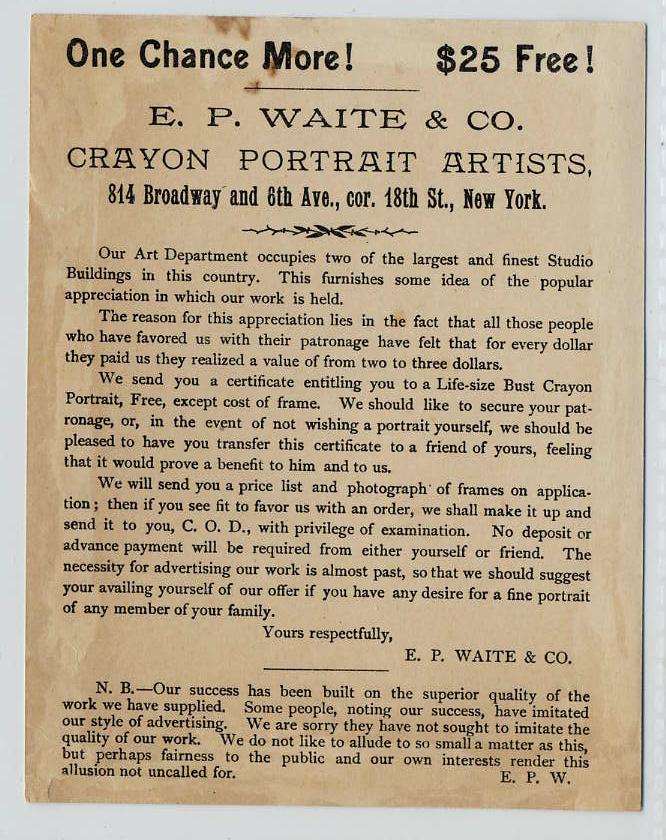 One Chance More! $25 Free!
E. P. WAITE & CO.
CRAYON PORTRAIT ARTISTS,
814 Broadway and 6th Ave., cor. 18th St., New York.
Our Art Department occupies two of the largest and finest Studio
Buildings in this country. This furnishes some idea of the popular
appreciation in which our work is held.
The reason for this appreciation lies in the fact that all those people
who have favored us with their patronage have felt that for every dollar
they paid us they realized a value of from two to three dollars.
We send you a certificate entitling you to a Life-size Bust Crayon
Portrait, Free, except cost of frame. We should like to secure your pat-
ronage, or, in the event of not wishing a portrait yourself, we should be
pleased to have you transfer this certificate to a friend of yours, feeling
that it would prove a benefit to him and to us.
We will send you a price list and photograph of frames on applica-
tion; then if you see fit to favor us with an order, we shall make it up and
send it to you, C. O. D., with privilege of examination. No deposit or
advance payment will be required from either yourself or friend. The
necessity for advertising our work is almost past, so that we should suggest
your availing yourself of our offer if you have any desire for a fine portrait
of any member of your family.
Yours respectfully,
E. P. WAITE & CO.
N. B.—Our success has been built on the superior quality of the
work we have supplied. Some people, noting our success, have imitated
our style of advertising. We are sorry they have not sought to imitate the
quality of our work. We do not like to allude to so small a matter as this,
but perhaps fairness to the public and our own interests render this
allusion not uncalled for. E. P. W.